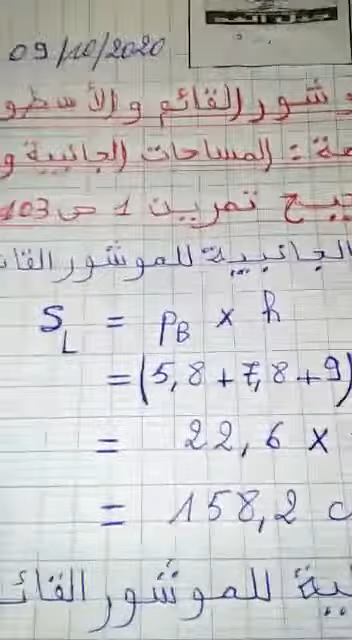 09/10/2020
شور القائم والأسطو
المساحات الجانبية و
تمرين 1 ص 103
الجانبية للموشور القا
S_L = P_B × h
= (5,8 + 7,8 + 9)
= 22,6 ×
= 158,2 c
ية للموشور القائ